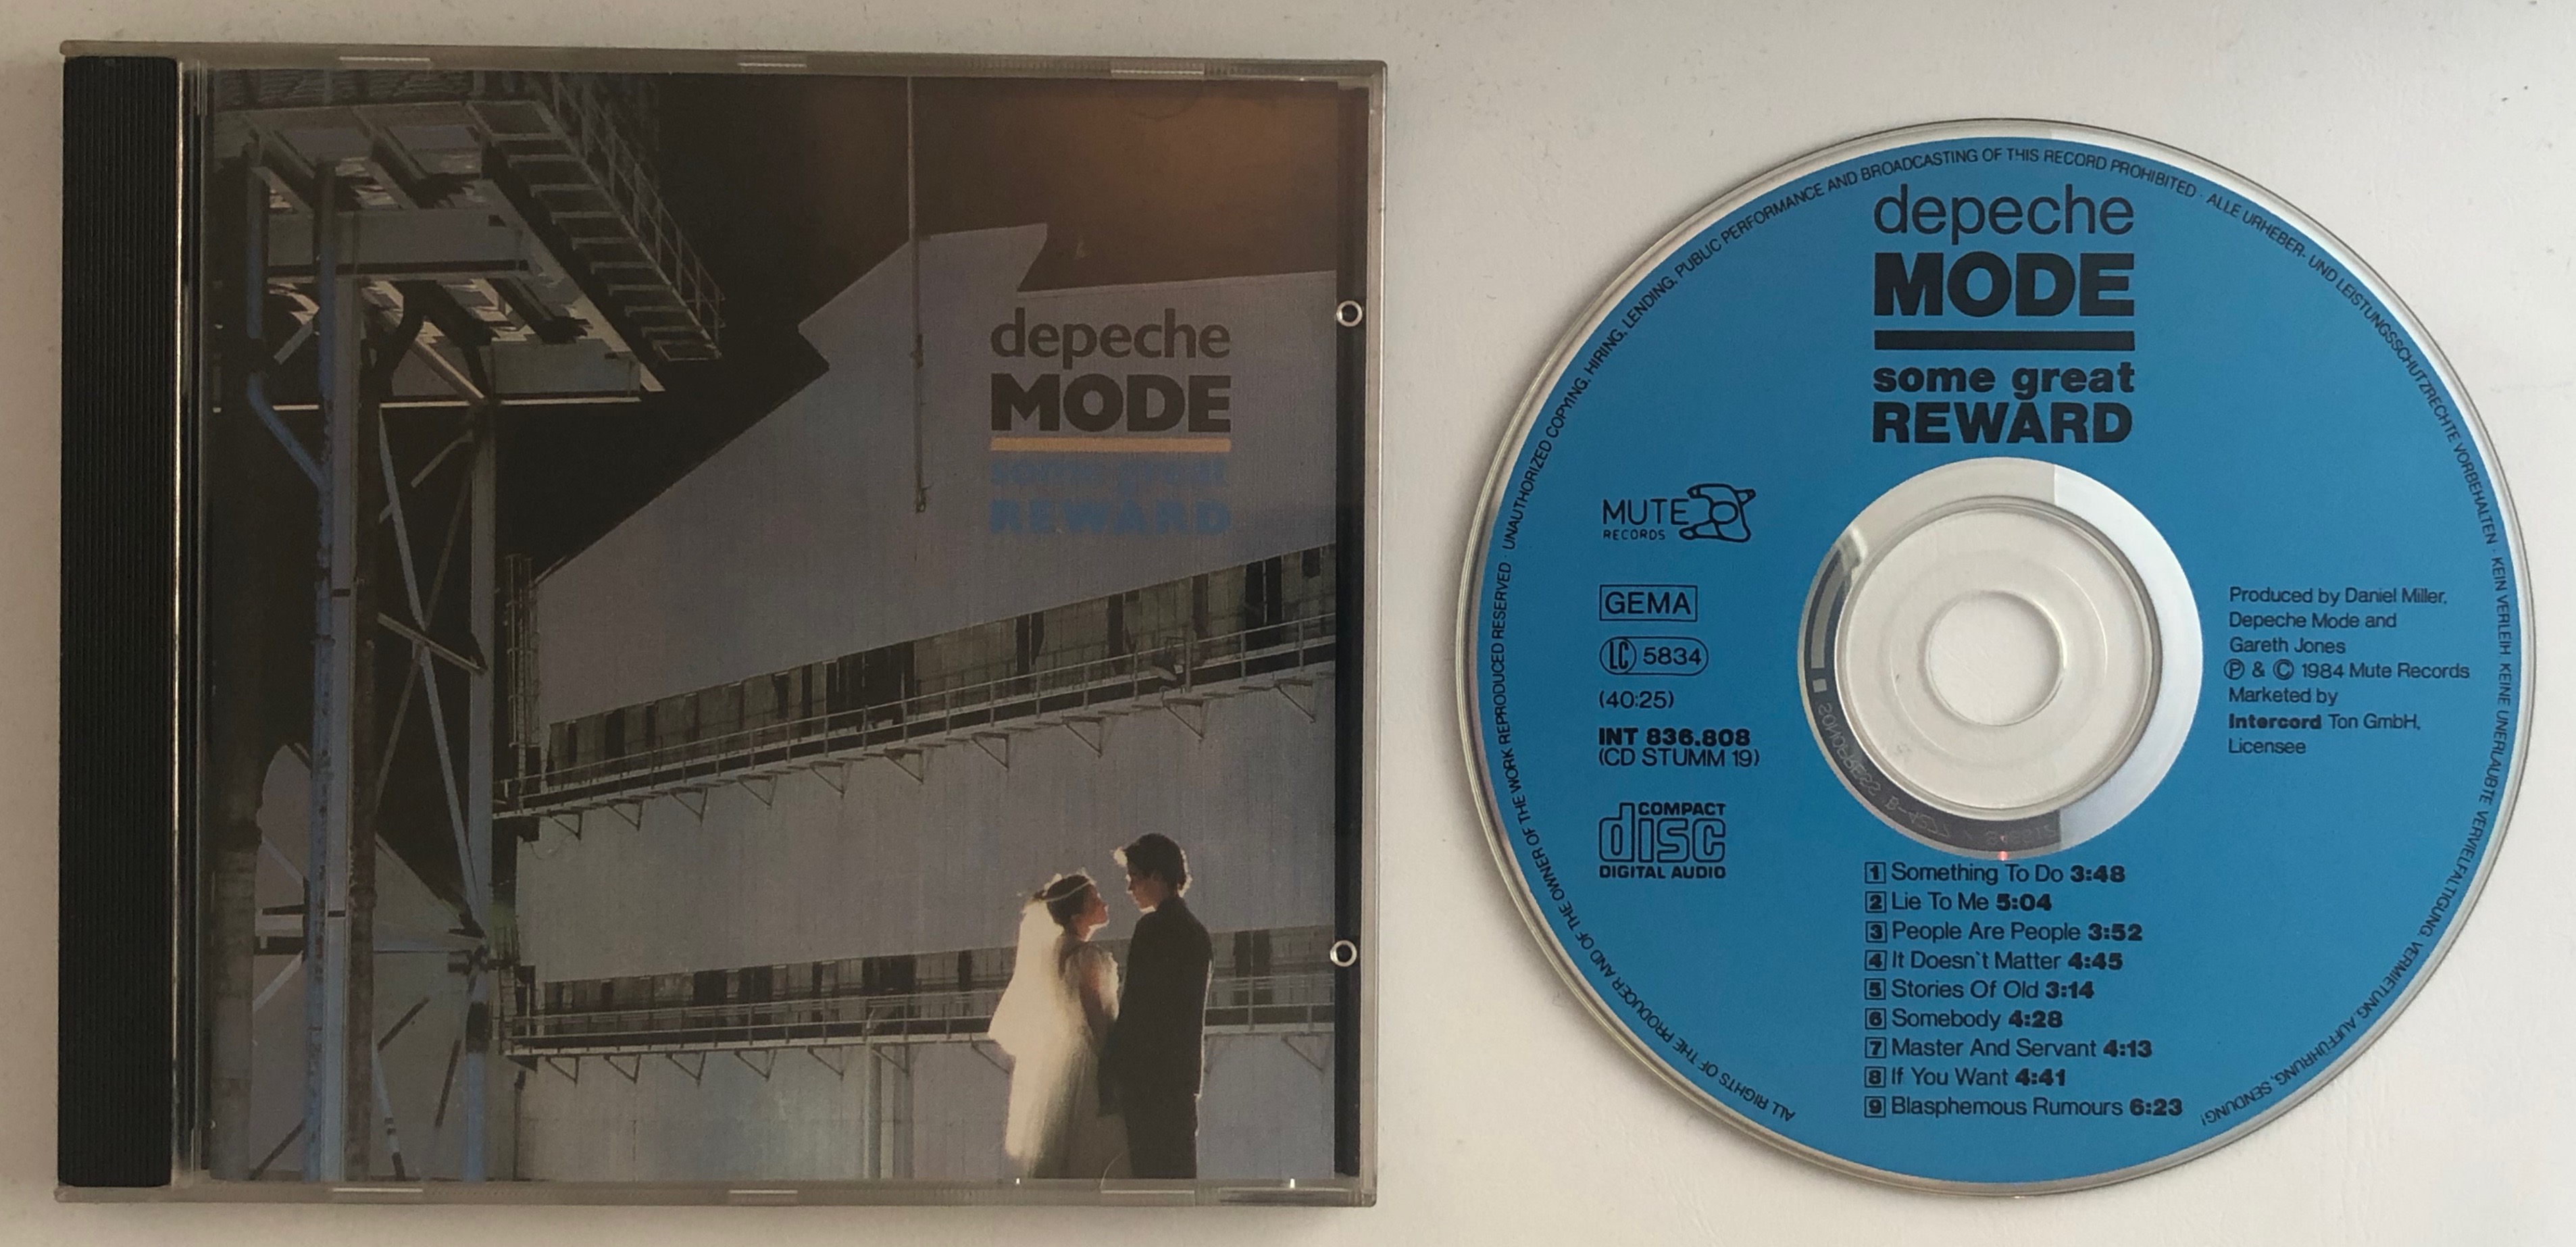 depeche
MODE
some great
REWARD
depeche
MODE
some great
REWARD
MUTE
RECORDS
GEMA
LC 5834
(40:25)
INT 836.808
(CD STUMM 19)
COMPACT
disc
DIGITAL AUDIO
Produced by Daniel Miller,
Depeche Mode and
Gareth Jones
Ⓟ & © 1984 Mute Records
Marketed by
Intercord Ton GmbH,
Licensee
1 Something To Do 3:48
2 Lie To Me 5:04
3 People Are People 3:52
4 It Doesn't Matter 4:45
5 Stories Of Old 3:14
6 Somebody 4:28
7 Master And Servant 4:13
8 If You Want 4:41
9 Blasphemous Rumours 6:23
ALL RIGHTS OF THE PRODUCER AND OF THE OWNER OF THE WORK REPRODUCED RESERVED · UNAUTHORIZED COPYING, HIRING, LENDING, PUBLIC PERFORMANCE AND BROADCASTING OF THIS RECORD PROHIBITED · ALLE URHEBER- UND LEISTUNGSSCHUTZRECHTE VORBEHALTEN · KEIN VERLEIH KEINE UNERLAUBTE VERVIELFÄLTIGUNG, VERMIETUNG, AUFFÜHRUNG, SENDUNG!
SONOPRESS